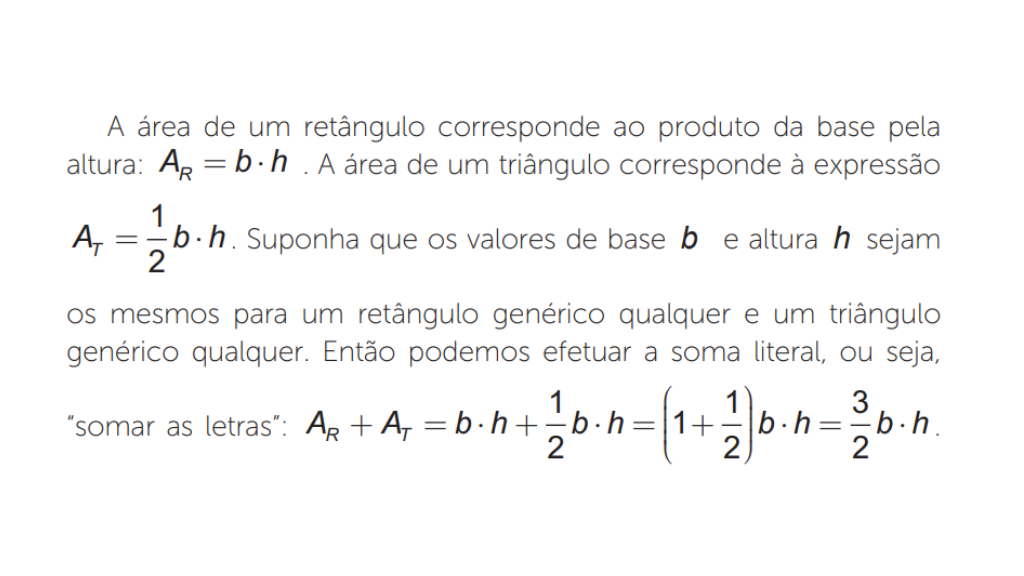 A área de um retângulo corresponde ao produto da base pela
altura: A_R = b · h . A área de um triângulo corresponde à expressão
A_T = 1/2 b · h. Suponha que os valores de base b e altura h sejam
os mesmos para um retângulo genérico qualquer e um triângulo
genérico qualquer. Então podemos efetuar a soma literal, ou seja,
“somar as letras”: A_R + A_T = b · h + 1/2 b · h = (1 + 1/2) b · h = 3/2 b · h.